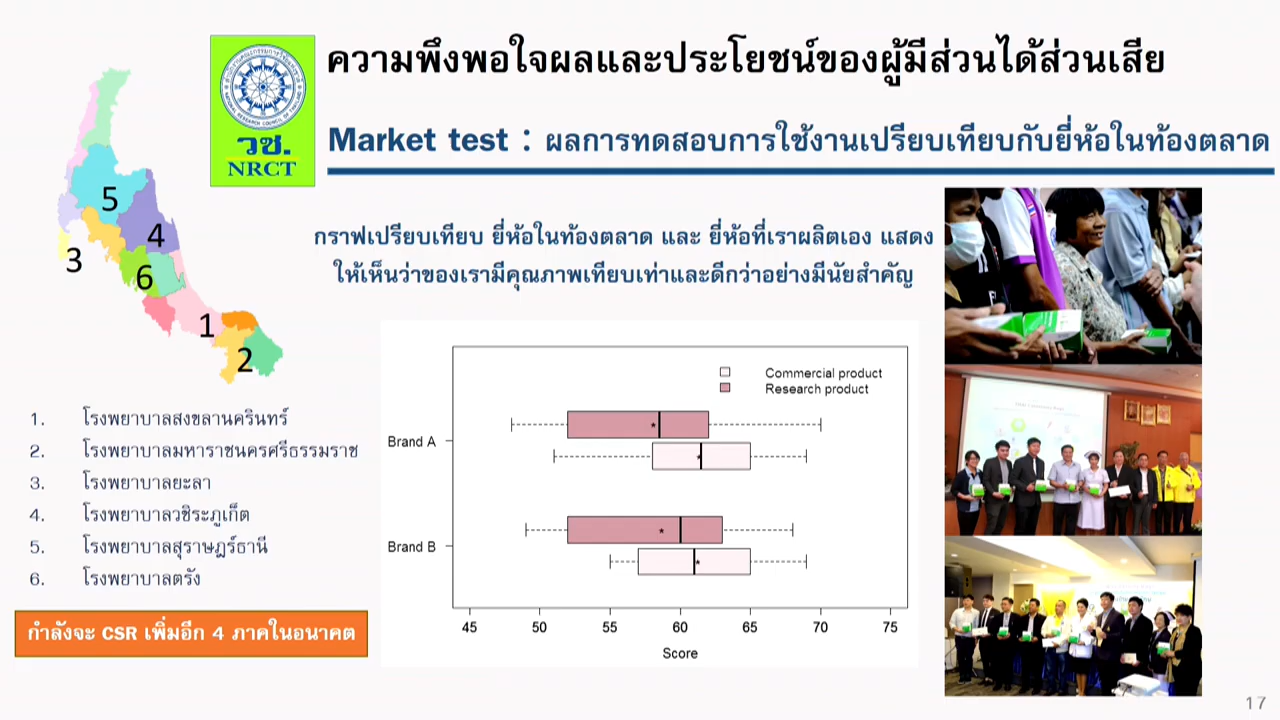 ความพึงพอใจผลและประโยชน์ของผู้มีส่วนได้ส่วนเสีย
วช.
NRCT
Market test : ผลการทดสอบการใช้งานเปรียบเทียบกับยี่ห้อในท้องตลาด
5
4
3
6
1
2
กราฟเปรียบเทียบ ยี่ห้อในท้องตลาด และ ยี่ห้อที่เราผลิตเอง แสดง
ให้เห็นว่าของเรามีคุณภาพเทียบเท่าและดีกว่าอย่างมีนัยสำคัญ
Commercial product
Research product
Brand A
Brand B
45 50 55 60 65 70 75
Score
1. โรงพยาบาลสงขลานครินทร์
2. โรงพยาบาลมหาราชนครศรีธรรมราช
3. โรงพยาบาลยะลา
4. โรงพยาบาลวชิระภูเก็ต
5. โรงพยาบาลสุราษฎร์ธานี
6. โรงพยาบาลตรัง
กำลังจะ CSR เพิ่มอีก 4 ภาคในอนาคต
17